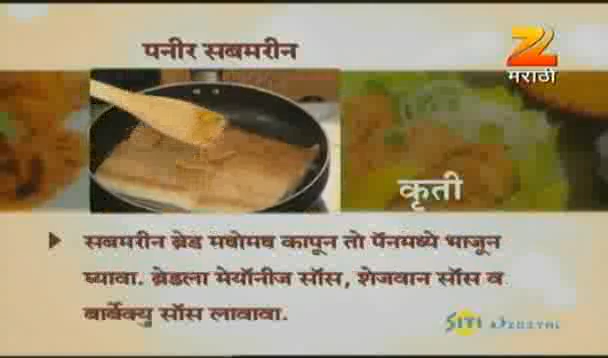 पनीर सबमरीन
मराठी
कृती
सबमरीन ब्रेड मधोमध कापून तो पॅनमध्ये भाजून
घ्यावा. ब्रेडला मेयॉनीज सॉस, शेजवान सॉस व
बार्बेक्यु सॉस लावावा.
SITI